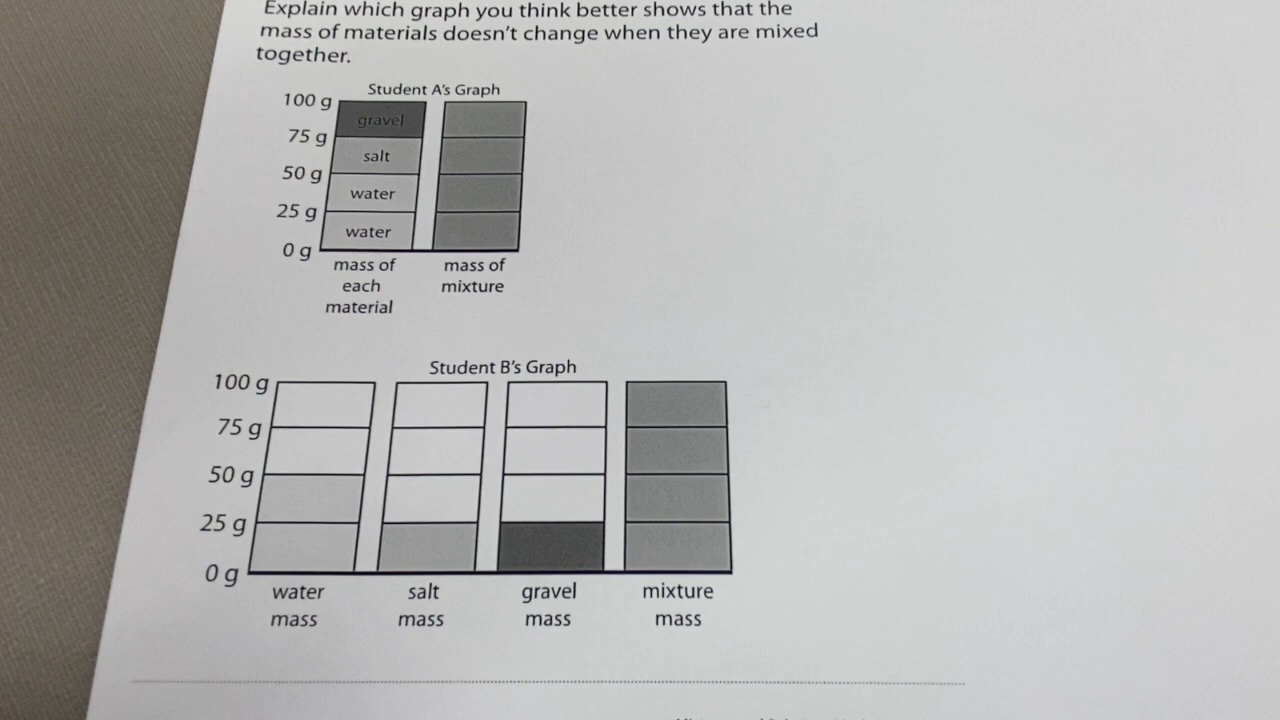 Explain which graph you think better shows that the
mass of materials doesn't change when they are mixed
together.
Student A's Graph
100 g
75 g
50 g
25 g
0 g
gravel
salt
water
water
mass of
each
material
mass of
mixture
Student B's Graph
100 g
75 g
50 g
25 g
0 g
water
mass
salt
mass
gravel
mass
mixture
mass